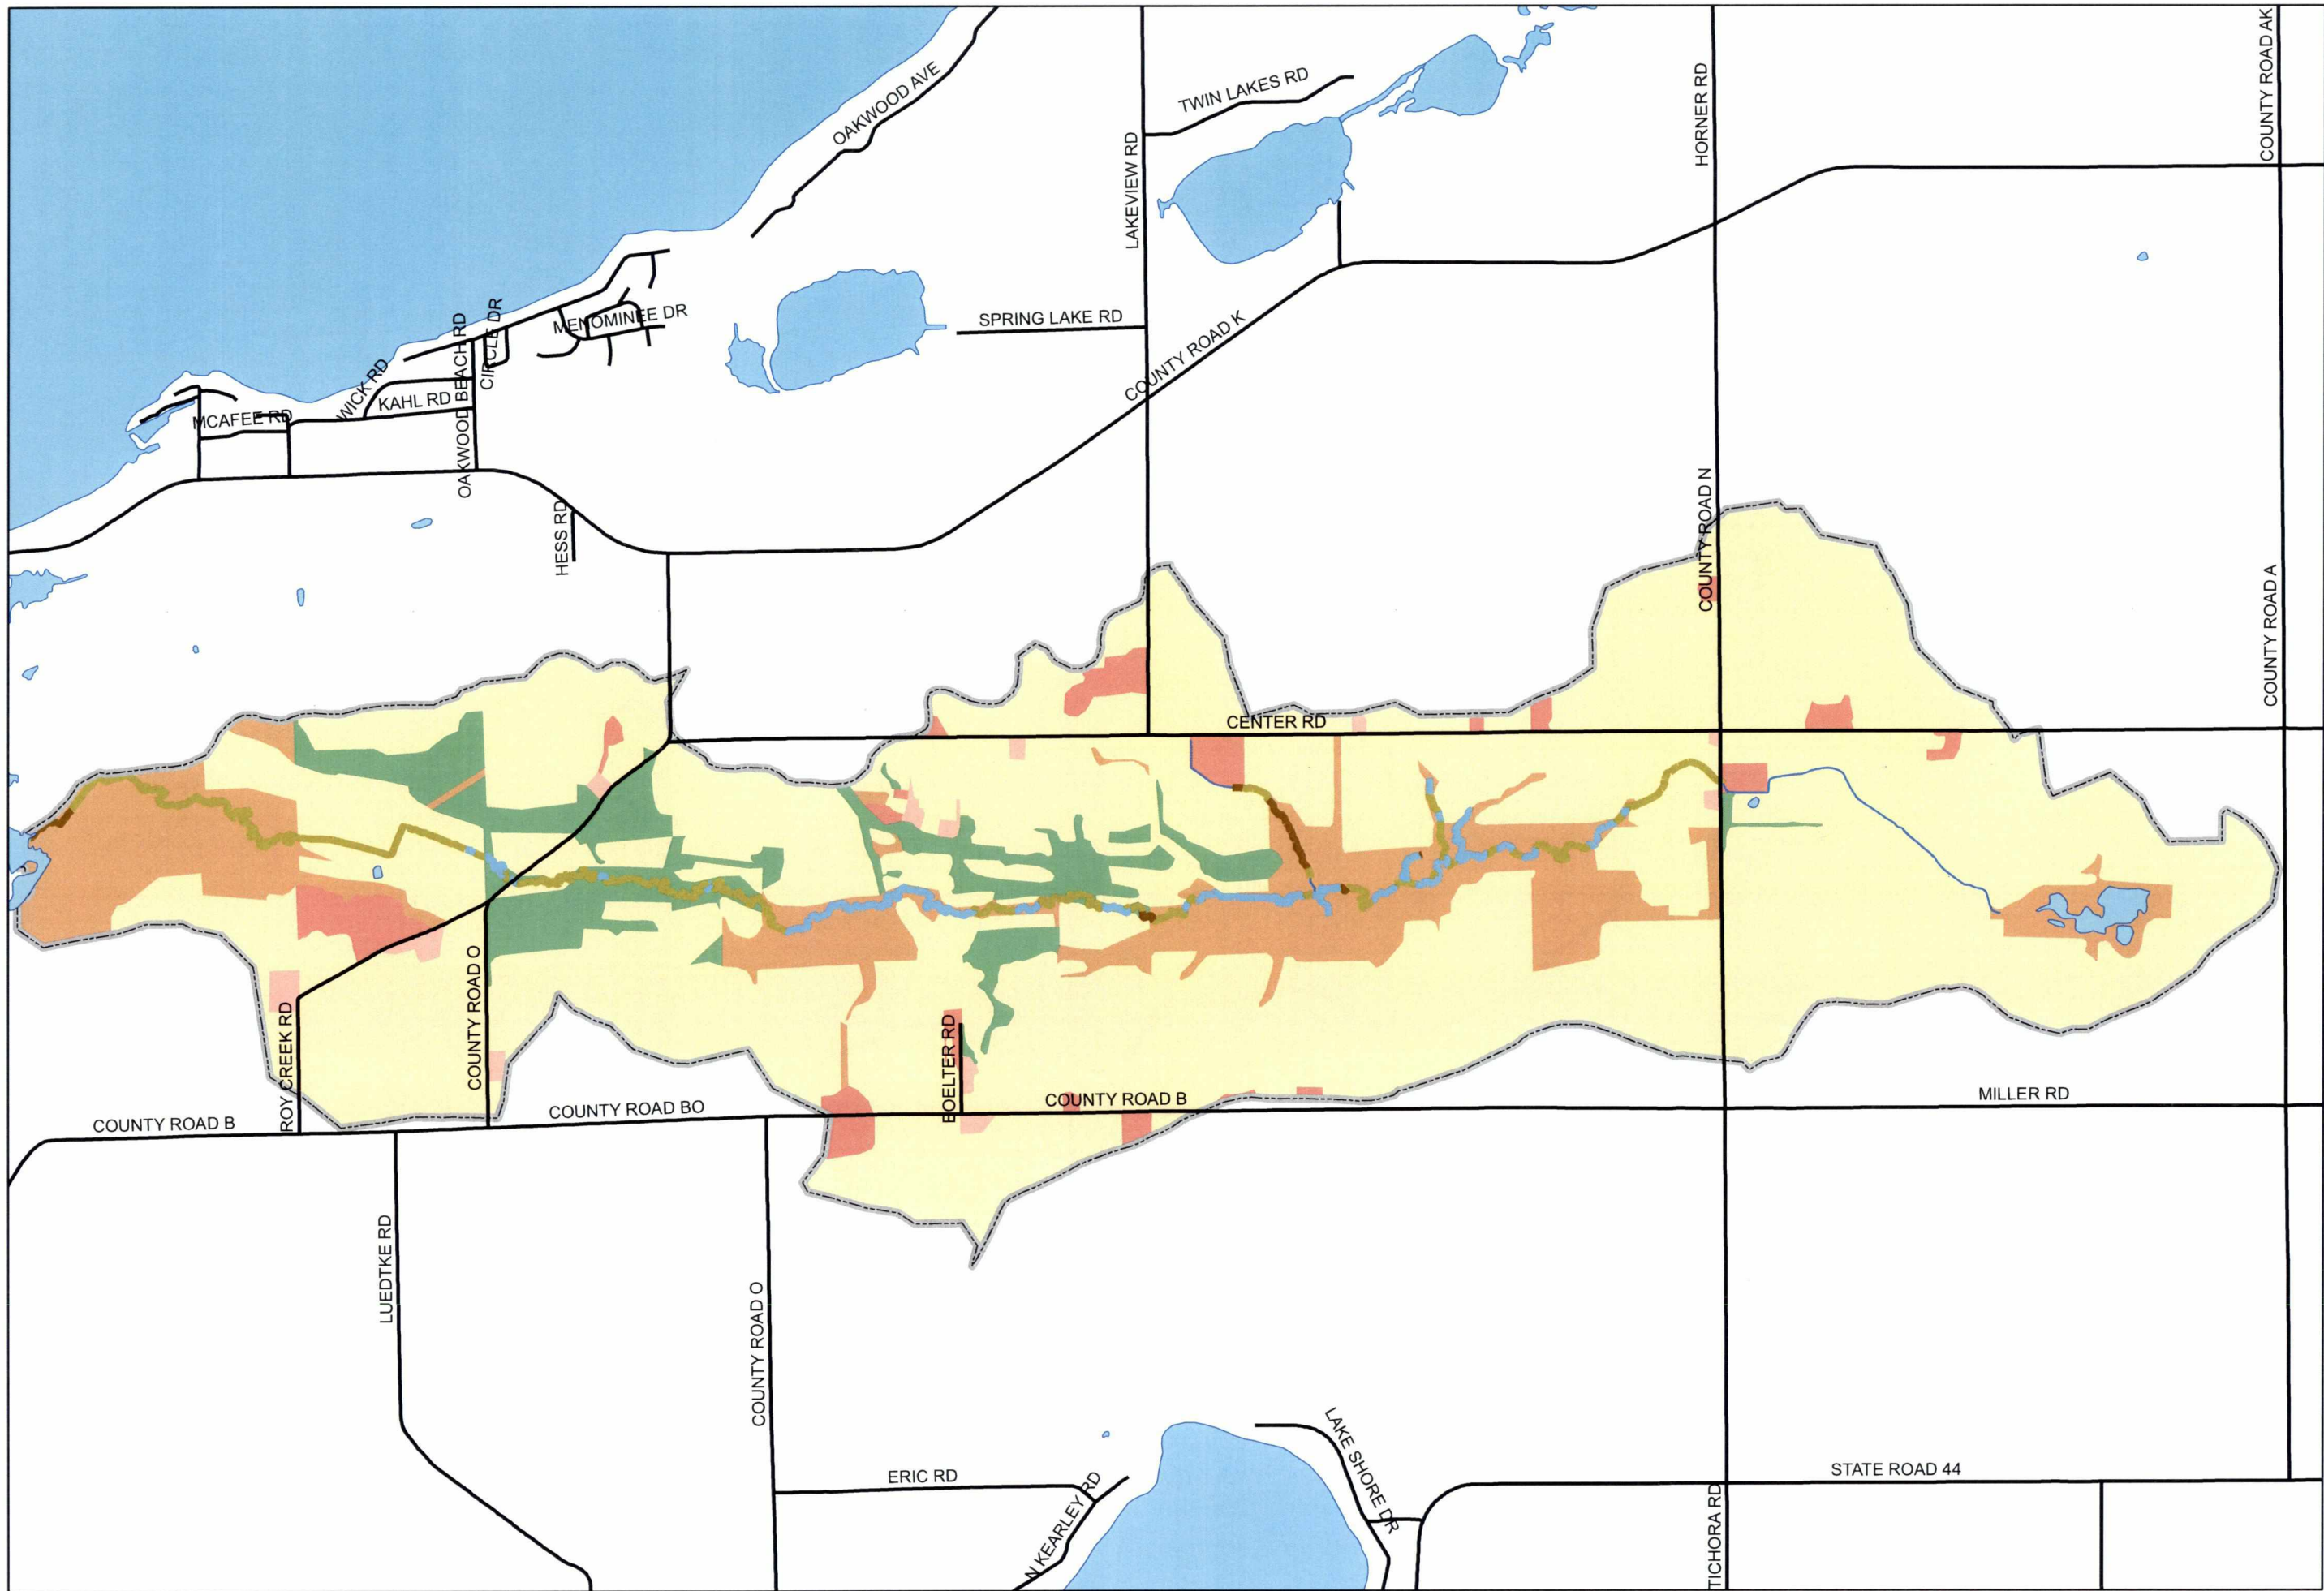 COUNTY ROAD AK
OAKWOOD AVE
TWIN LAKES RD
HORNER RD
LAKEVIEW RD
MENOMINEE DR
SPRING LAKE RD
CIRCLE DR
OAKWOOD BEACH RD
WICK RD
KAHL RD
MCAFEE RD
COUNTY ROAD K
HESS RD
COUNTY ROAD N
COUNTY ROAD A
CENTER RD
ROY CREEK RD
COUNTY ROAD O
BOELTER RD
COUNTY ROAD B
COUNTY ROAD BO
COUNTY ROAD B
MILLER RD
LUEDTKE RD
COUNTY ROAD O
ERIC RD
N KEARLEY RD
LAKE SHORE DR
STATE ROAD 44
TICHORA RD